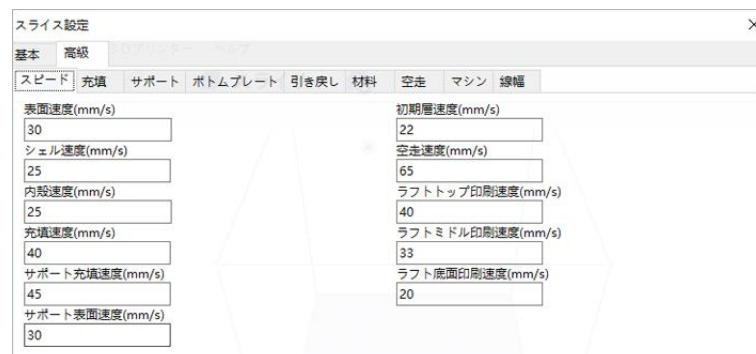 スライス設定
基本 高級
スピード 充填 サポート ボトムプレート 引き戻し 材料 空走 マシン 線幅
表面速度(mm/s) 初期層速度(mm/s)
30 22
シェル速度(mm/s) 空走速度(mm/s)
25 65
内殻速度(mm/s) ラフトトップ印刷速度(mm/s)
25 40
充填速度(mm/s) ラフトミドル印刷速度(mm/s)
40 33
サポート充填速度(mm/s) ラフト底面印刷速度(mm/s)
45 20
サポート表面速度(mm/s)
30